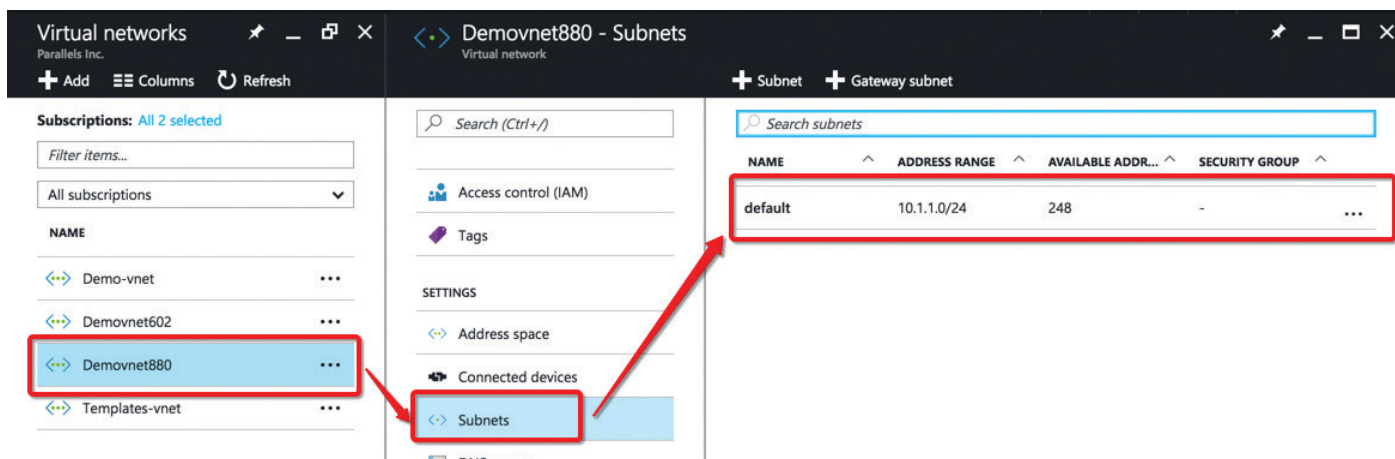 Virtual networks
Parallels Inc.
Add Columns Refresh
Subscriptions: All 2 selected
Filter items...
All subscriptions
NAME
Demo-vnet
Demovnet602
Demovnet880
Templates-vnet
Demovnet880 - Subnets
Virtual network
Search (Ctrl+/)
Access control (IAM)
Tags
SETTINGS
Address space
Connected devices
Subnets
Subnet Gateway subnet
Search subnets
NAME ADDRESS RANGE AVAILABLE ADDR... SECURITY GROUP
default 10.1.1.0/24 248 -